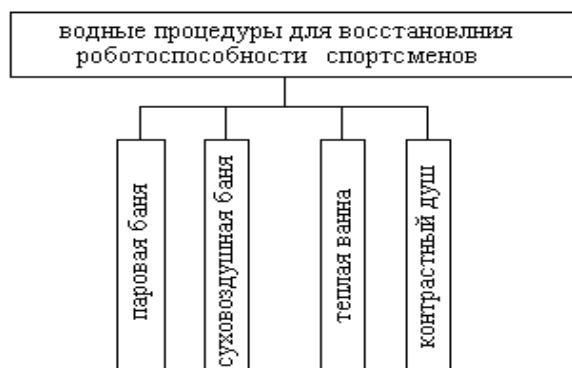 водные процедуры для восстановлния
роботоспособности спортсменов
паровая баня
суховоздушная баня
теплая ванна
контрастный душ